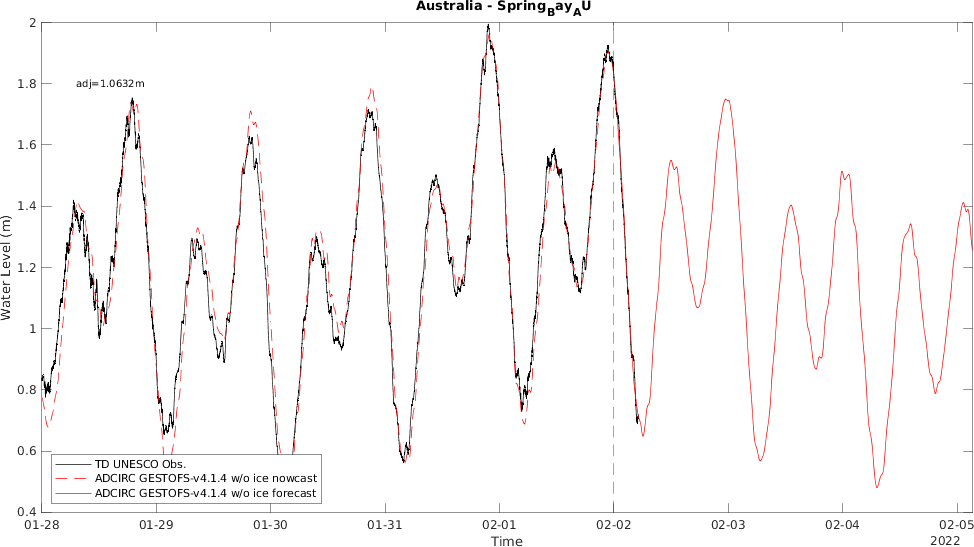 Australia - SpringBayAU
2
adj=1.0632m
1.8
1.6
1.4
1.2
1
0.8
0.6
0.4
Water Level (m)
TD UNESCO Obs.
ADCIRC GESTOFS-v4.1.4 w/o ice nowcast
ADCIRC GESTOFS-v4.1.4 w/o ice forecast
01-28 01-29 01-30 01-31 02-01 02-02 02-03 02-04 02-05
Time 2022